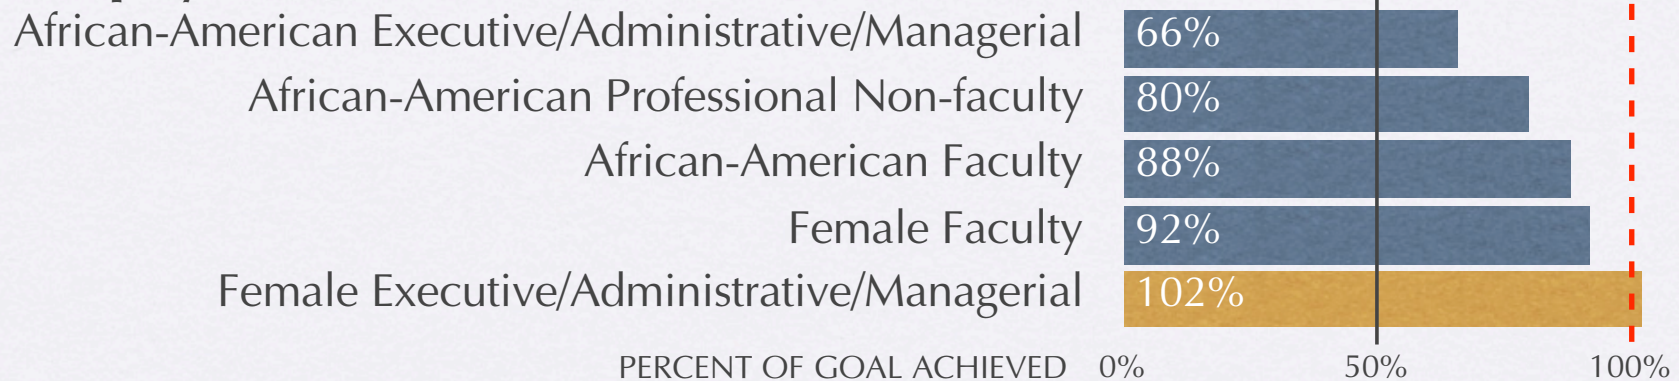 African-American Executive/Administrative/Managerial 66%
African-American Professional Non-faculty 80%
African-American Faculty 88%
Female Faculty 92%
Female Executive/Administrative/Managerial 102%
PERCENT OF GOAL ACHIEVED 0% 50% 100%